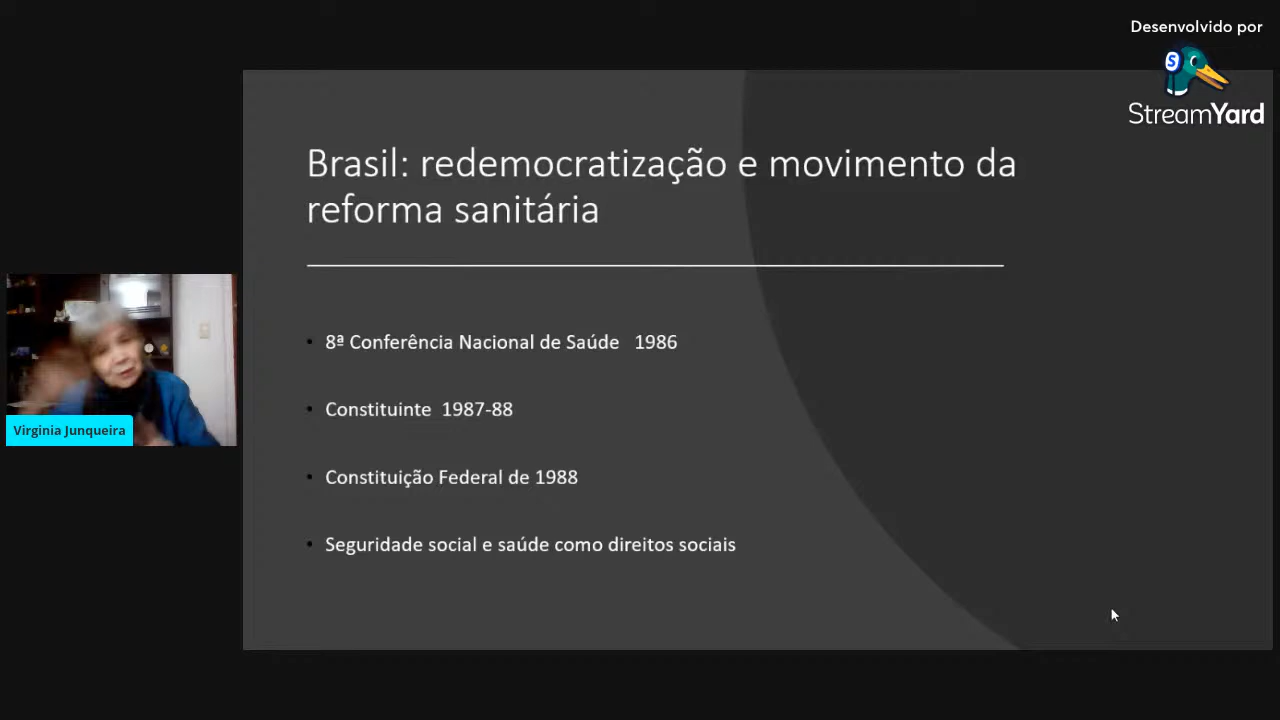 Desenvolvido por
StreamYard
Brasil: redemocratização e movimento da
reforma sanitária
• 8ª Conferência Nacional de Saúde 1986
• Constituinte 1987-88
• Constituição Federal de 1988
• Seguridade social e saúde como direitos sociais
Virginia Junqueira